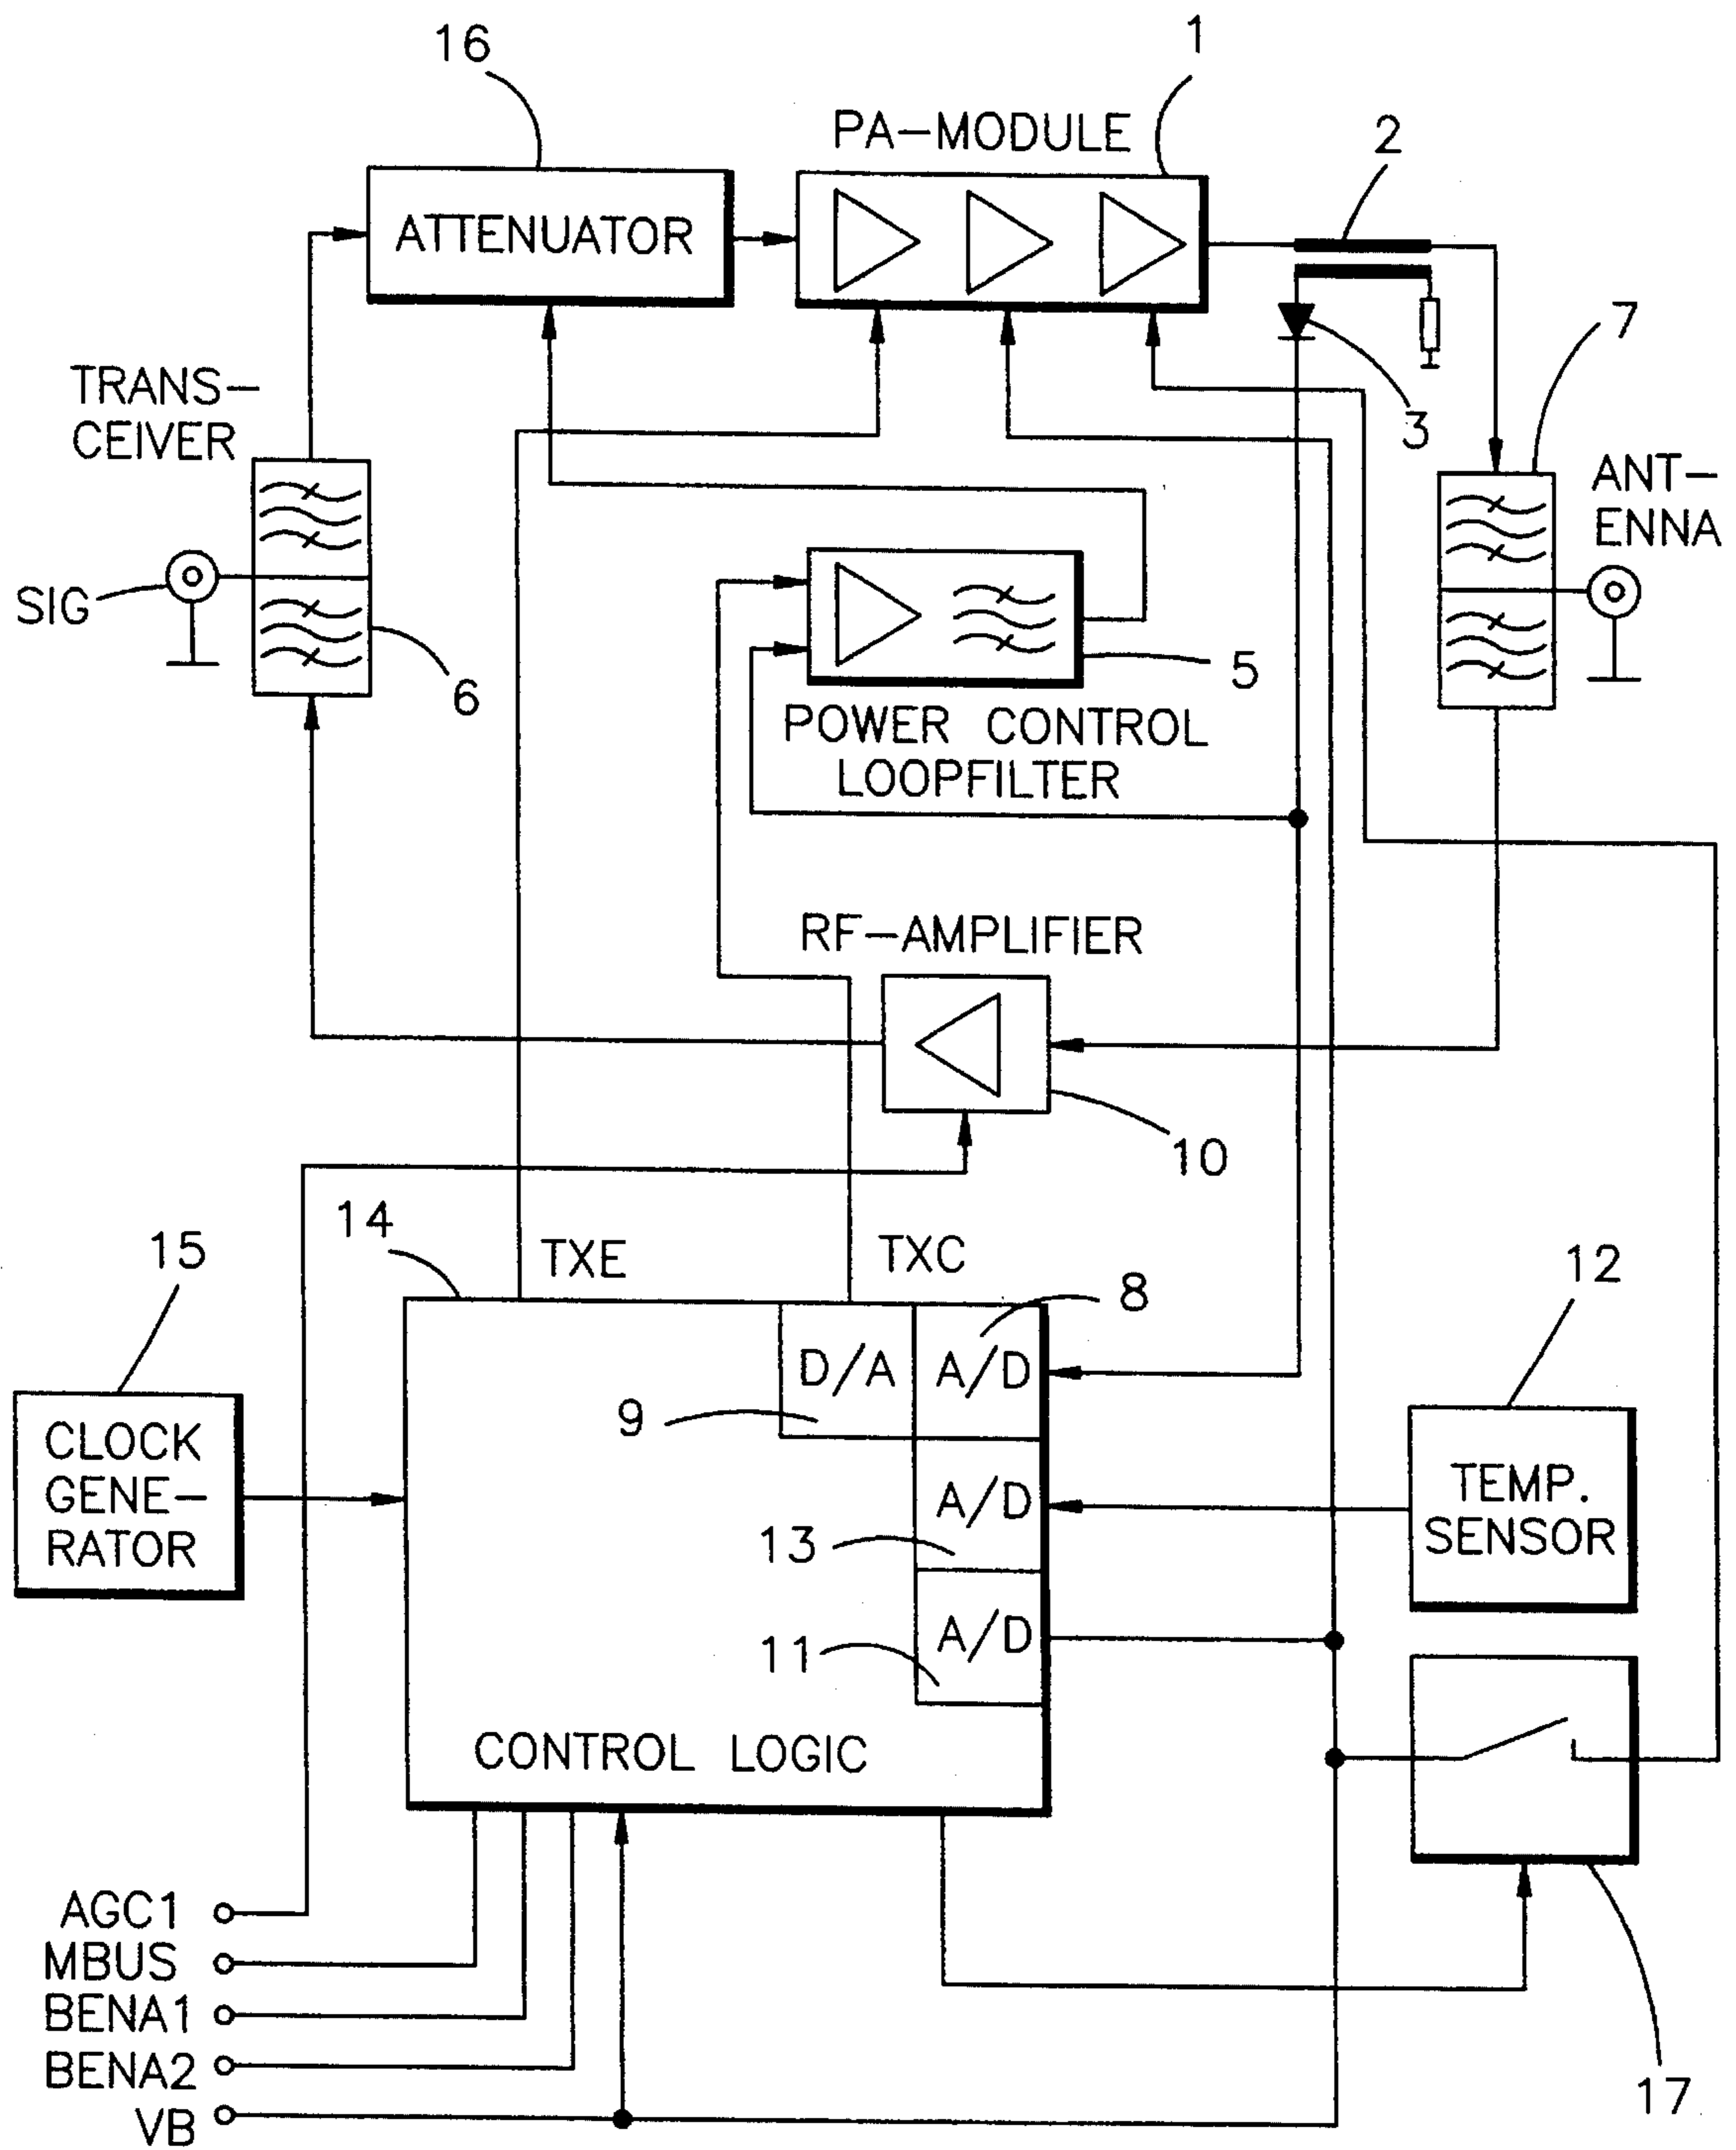 16
1
PA-MODULE
2
ATTENUATOR
7
TRANS-
CEIVER
3
ANT-
ENNA
SIG
6
5
POWER CONTROL
LOOPFILTER
RF-AMPLIFIER
10
14
TXE
TXC
15
12
8
D/A
A/D
9
CLOCK
GENE-
RATOR
A/D
13
TEMP.
SENSOR
A/D
11
CONTROL LOGIC
AGC1
MBUS
BENA1
BENA2
VB
17